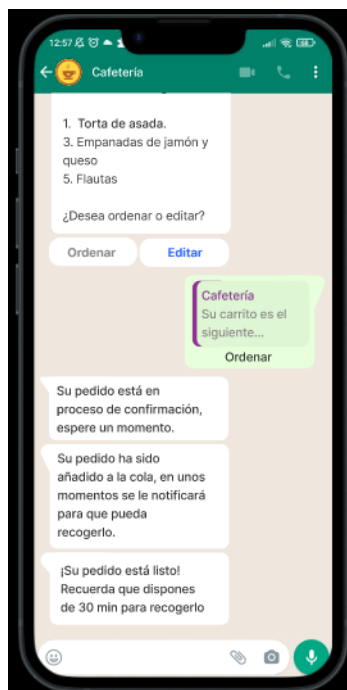 12:57
Cafetería
1. Torta de asada.
3. Empanadas de jamón y
queso
5. Flautas
¿Desea ordenar o editar?
Ordenar
Editar
Cafetería
Su carrito es el
siguiente...
Ordenar
Su pedido está en
proceso de confirmación,
espere un momento.
Su pedido ha sido
añadido a la cola, en unos
momentos se le notificará
para que pueda
recogerlo.
¡Su pedido está listo!
Recuerda que dispones
de 30 min para recogerlo